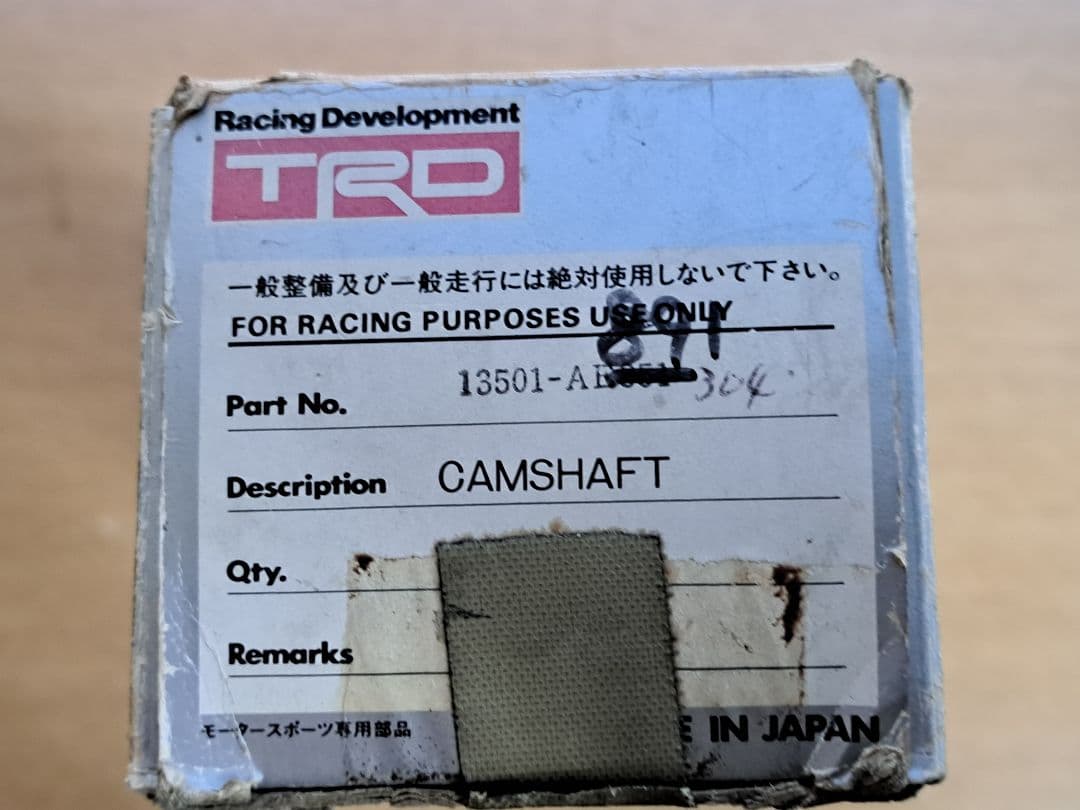 Racing Development
TRD
一般整備及び一般走行には絶対使用しないで下さい。
FOR RACING PURPOSES USE ONLY
891
Part No. 13501-AE851 304
Description CAMSHAFT
Qty.
Remarks
モータースポーツ専用部品
E IN JAPAN